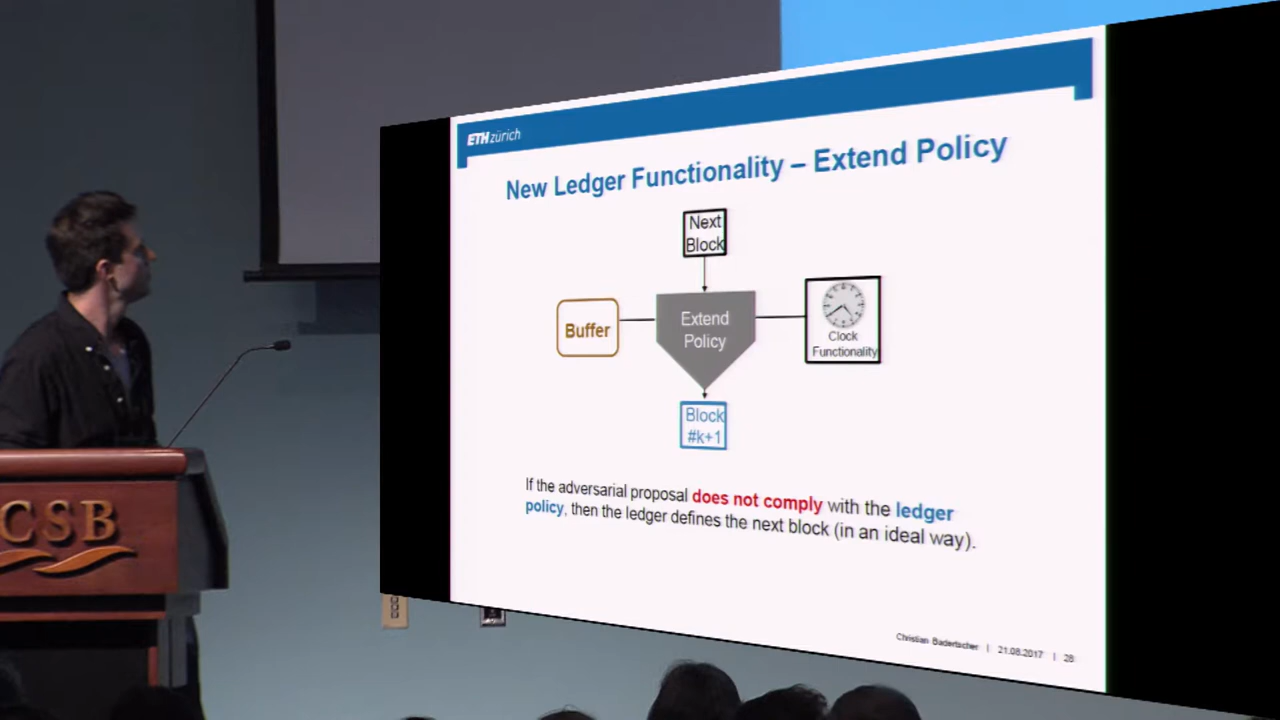 ETH zürich
New Ledger Functionality – Extend Policy
Next
Block
Buffer
Extend
Policy
Clock
Functionality
Block
#k+1
If the adversarial proposal does not comply with the ledger
policy, then the ledger defines the next block (in an ideal way).
Christian Badertscher | 21.08.2017 | 28
CSB